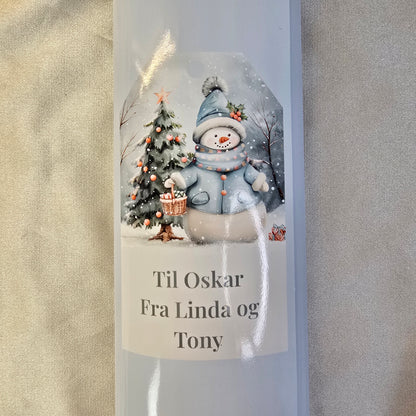 Til Oskar
Fra Linda og
Tony